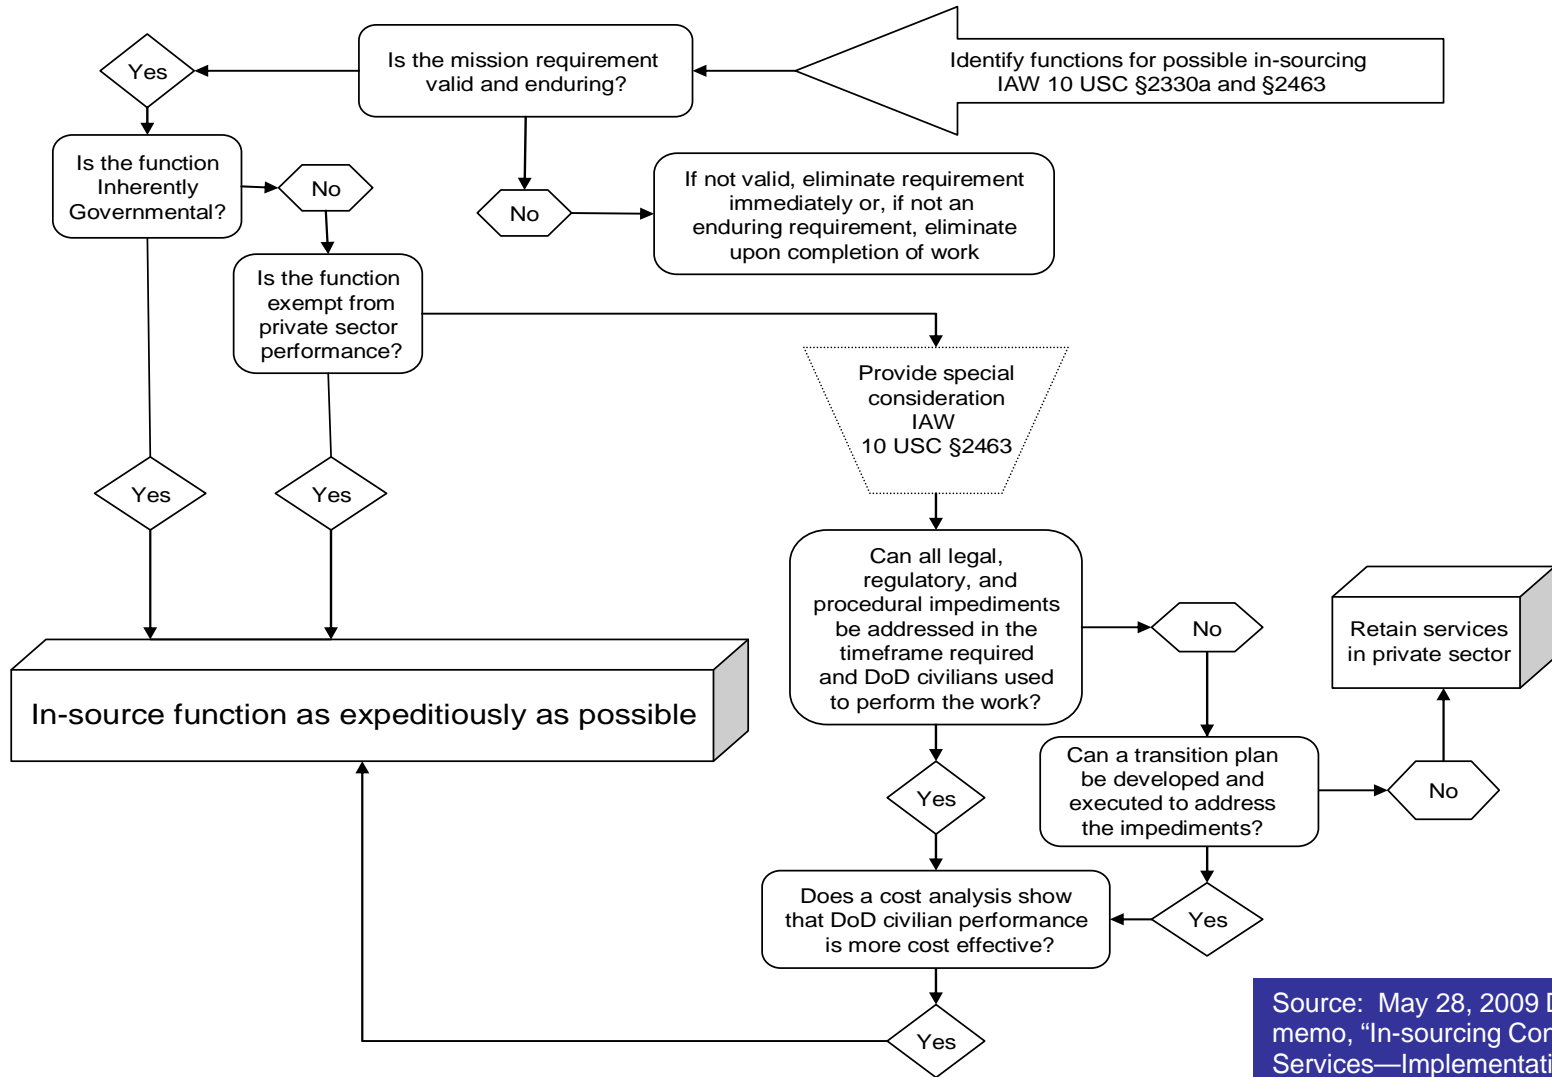 Identify functions for possible in-sourcing
IAW 10 USC §2330a and §2463
Is the mission requirement
valid and enduring?
Yes
No
If not valid, eliminate requirement
immediately or, if not an
enduring requirement, eliminate
upon completion of work
Is the function
Inherently
Governmental?
No
Is the function
exempt from
private sector
performance?
Yes
Yes
Provide special
consideration
IAW
10 USC §2463
Can all legal,
regulatory, and
procedural impediments
be addressed in the
timeframe required
and DoD civilians used
to perform the work?
No
Retain services
in private sector
In-source function as expeditiously as possible
Can a transition plan
be developed and
executed to address
the impediments?
No
Yes
Yes
Does a cost analysis show
that DoD civilian performance
is more cost effective?
Yes
Source: May 28, 2009
memo, “In-sourcing
Services—